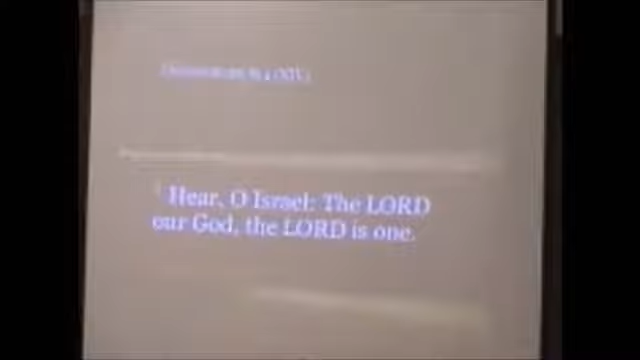 Hear, O Israel: The LORD
our God, the LORD is one.